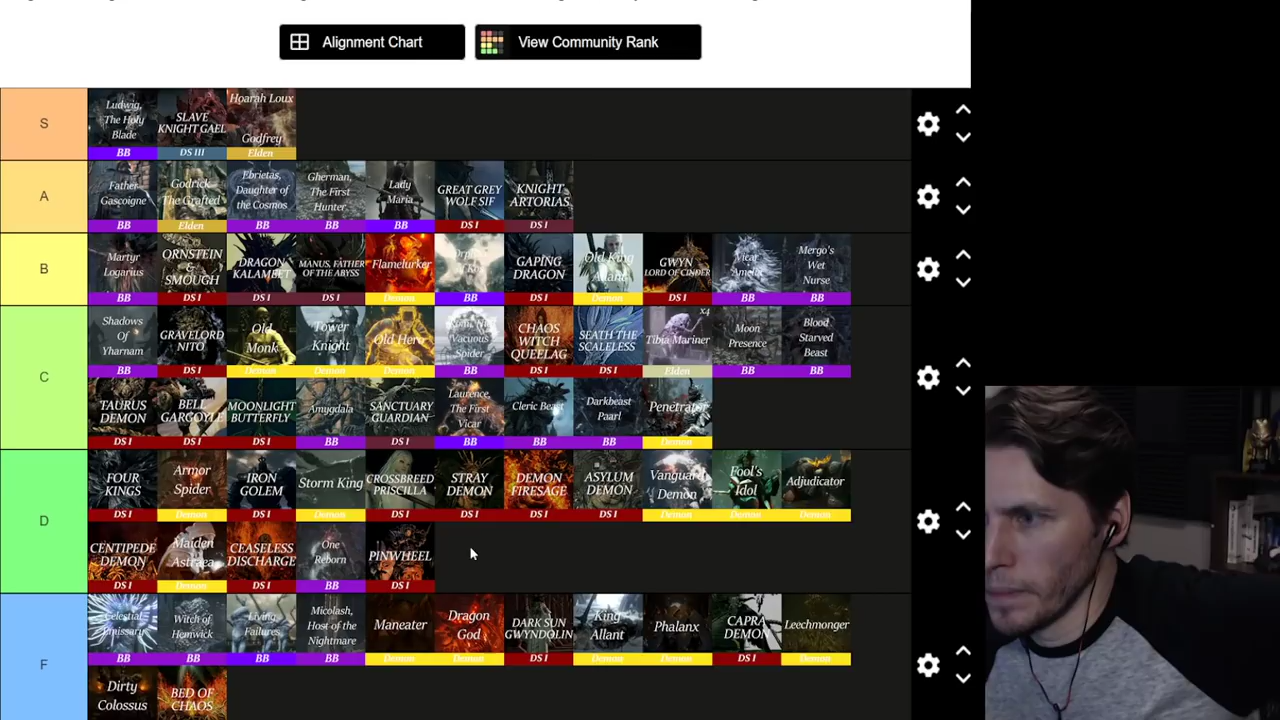 Alignment Chart
View Community Rank
S
Ludwig,
The Holy
Blade
BB
SLAVE
KNIGHT GAEL
DS III
Hoarah Loux
Godfrey
Elden
A
Father
Gascoigne
BB
Godrick
The Grafted
Elden
Ebrietas,
Daughter of
the Cosmos
BB
Gherman,
The First
Hunter
BB
Lady
Maria
BB
GREAT GREY
WOLF SIF
DS I
KNIGHT
ARTORIAS
DS I
B
Martyr
Logarius
BB
ORNSTEIN
&
SMOUGH
DS I
DRAGON
KALAMEET
DS I
MANUS, FATHER
OF THE ABYSS
DS I
Flamelurker
Demon
BB
GAPING
DRAGON
DS I
Old King
Allant
Demon
GWYN
LORD OF CINDER
DS I
Vicar
Amelia
BB
Mergo's
Wet
Nurse
BB
C
Shadows
Of
Yharnam
BB
GRAVELORD
NITO
DS I
Old
Monk
Demon
Tower
Knight
Demon
Old Hero
Demon
Vacuous
Spider
BB
CHAOS
WITCH
QUEELAG
DS I
SEATH THE
SCALELESS
DS I
x4
Tibia Mariner
Elden
Moon
Presence
BB
Blood
Starved
Beast
BB
TAURUS
DEMON
DS I
BELL
GARGOYLE
DS I
MOONLIGHT
BUTTERFLY
DS I
Amygdala
BB
SANCTUARY
GUARDIAN
DS I
Laurence,
The First
Vicar
BB
Cleric Beast
BB
Darkbeast
Paarl
BB
Penetrator
Demon
D
FOUR
KINGS
DS I
Armor
Spider
Demon
IRON
GOLEM
DS I
Storm King
Demon
CROSSBREED
PRISCILLA
DS I
STRAY
DEMON
DS I
DEMON
FIRESAGE
DS I
ASYLUM
DEMON
DS I
Vanguard
Demon
Demon
Fool's
Idol
Demon
Adjudicator
Demon
CENTIPEDE
DEMON
DS I
Maiden
Astraea
Demon
CEASELESS
DISCHARGE
DS I
One
Reborn
BB
PINWHEEL
DS I
F
Celestial
Emissary
BB
Witch of
Hemwick
BB
Living
Failures
BB
Micolash,
Host of the
Nightmare
BB
Maneater
Demon
Dragon
God
Demon
DARK SUN
GWYNDOLIN
DS I
King
Allant
Demon
Phalanx
Demon
CAPRA
DEMON
DS I
Leechmonger
Demon
Dirty
Colossus
BED OF
CHAOS